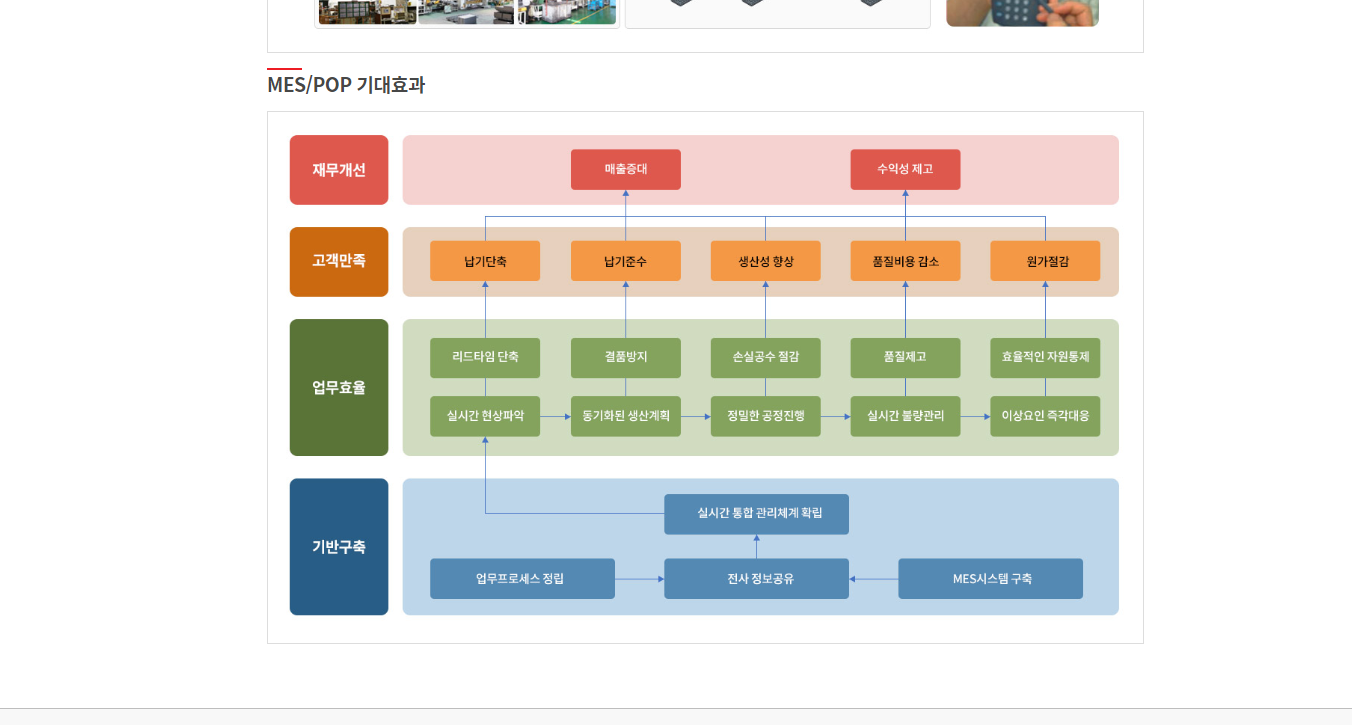 MES/POP 기대효과
재무개선
매출증대
수익성 제고
고객만족
납기단축
납기준수
생산성 향상
품질비용 감소
원가절감
업무효율
리드타임 단축
결품방지
손실공수 절감
품질제고
효율적인 자원통제
실시간 현상파악
동기화된 생산계획
정밀한 공정진행
실시간 불량관리
이상요인 즉각대응
기반구축
실시간 통합 관리체계 확립
업무프로세스 정립
전사 정보공유
MES시스템 구축